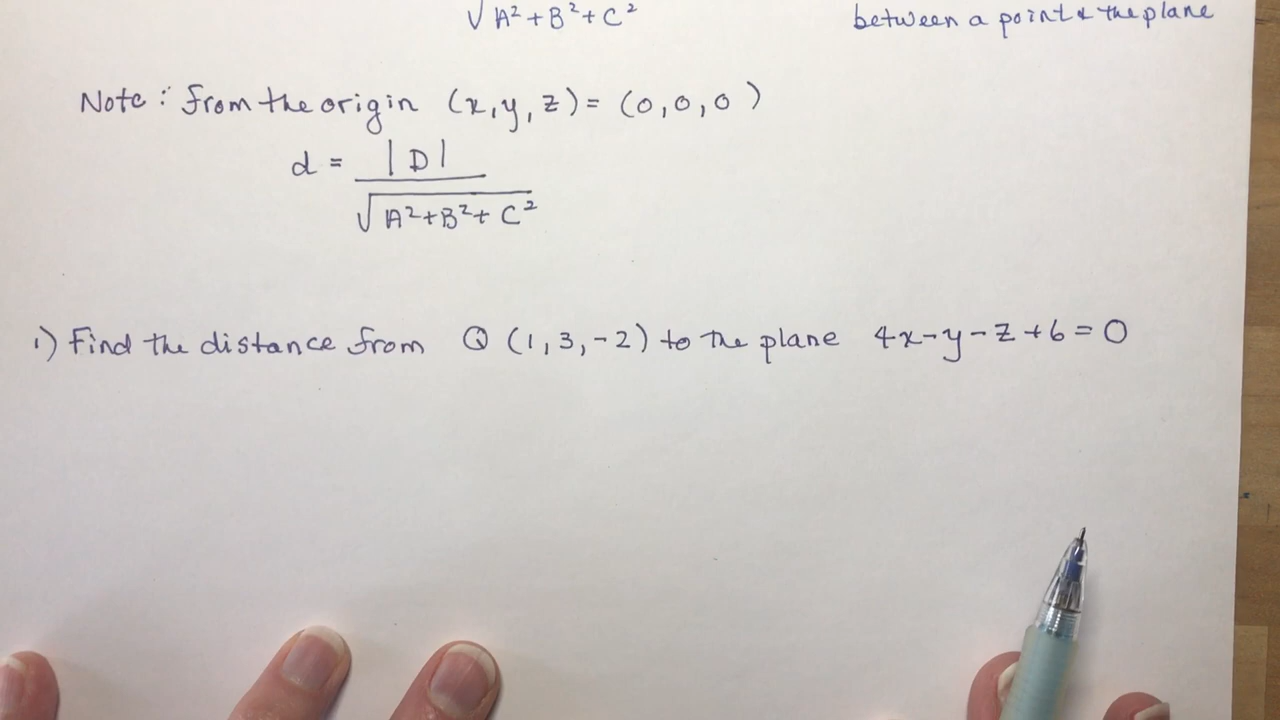 √A²+B²+C² between a point & the plane
Note: From the origin (x,y,z)= (0,0,0)
d = |D|
√A²+B²+C²
1) Find the distance from Q (1,3,-2) to the plane 4x-y-z+6=0